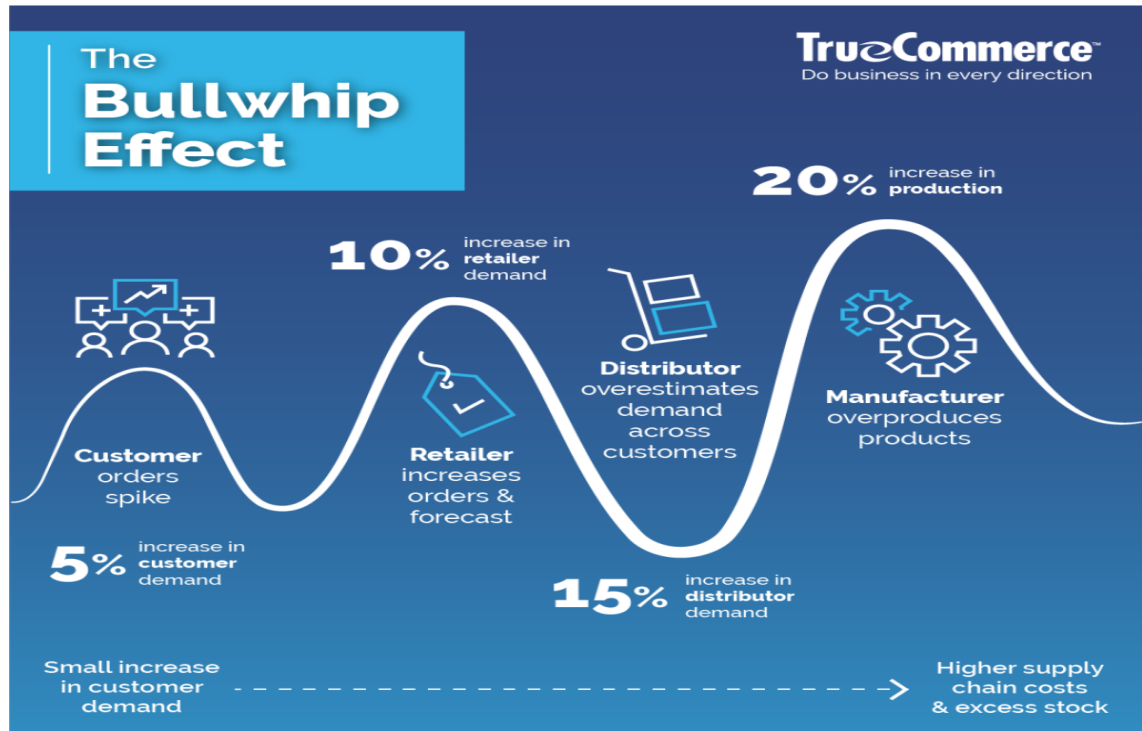 The
Bullwhip
Effect
TrueCommerce™
Do business in every direction
20% increase in
production
10% increase in
retailer
demand
Customer
orders
spike
5% increase in
customer
demand
Retailer
increases
orders &
forecast
Distributor
overestimates
demand
across
customers
15% increase in
distributor
demand
Manufacturer
overproduces
products
Small increase
in customer
demand
Higher supply
chain costs
& excess stock